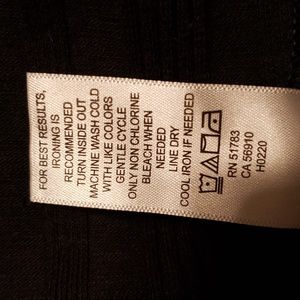 FOR BEST RESULTS,
IRONING IS
RECOMMENDED
TURN INSIDE OUT
MACHINE WASH COLD
WITH LIKE COLORS
GENTLE CYCLE
ONLY NON CHLORINE
BLEACH WHEN
NEEDED
LINE DRY
COOL IRON IF NEEDED
RN 51783
CA 56910
H0220